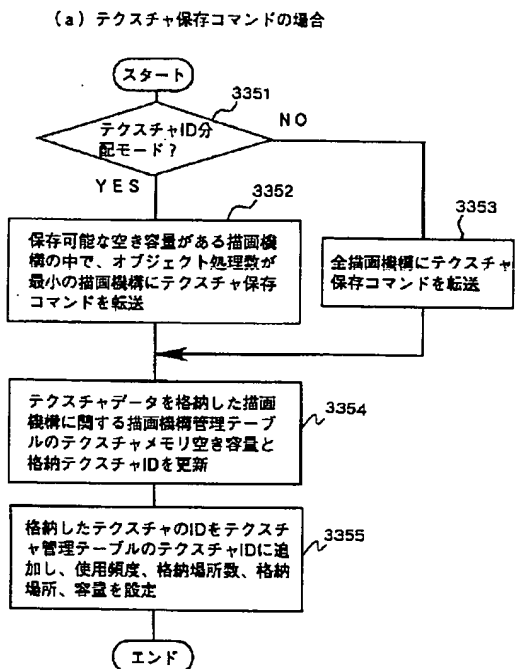 (a) テクスチャ保存コマンドの場合
スタート
3351
テクスチャID分
配モード?
NO
YES
3352
保存可能な空き容量がある描画機
構の中で、オブジェクト処理数が
最小の描画機構にテクスチャ保存
コマンドを転送
3353
全描画機構にテクスチャ
保存コマンドを転送
テクスチャデータを格納した描画
機構に関する描画機構管理テーブ
ルのテクスチャメモリ空き容量と
格納テクスチャIDを更新
3354
格納したテクスチャのIDをテクスチ
ャ管理テーブルのテクスチャIDに追
加し、使用頻度、格納場所数、格納
場所、容量を設定
3355
エンド